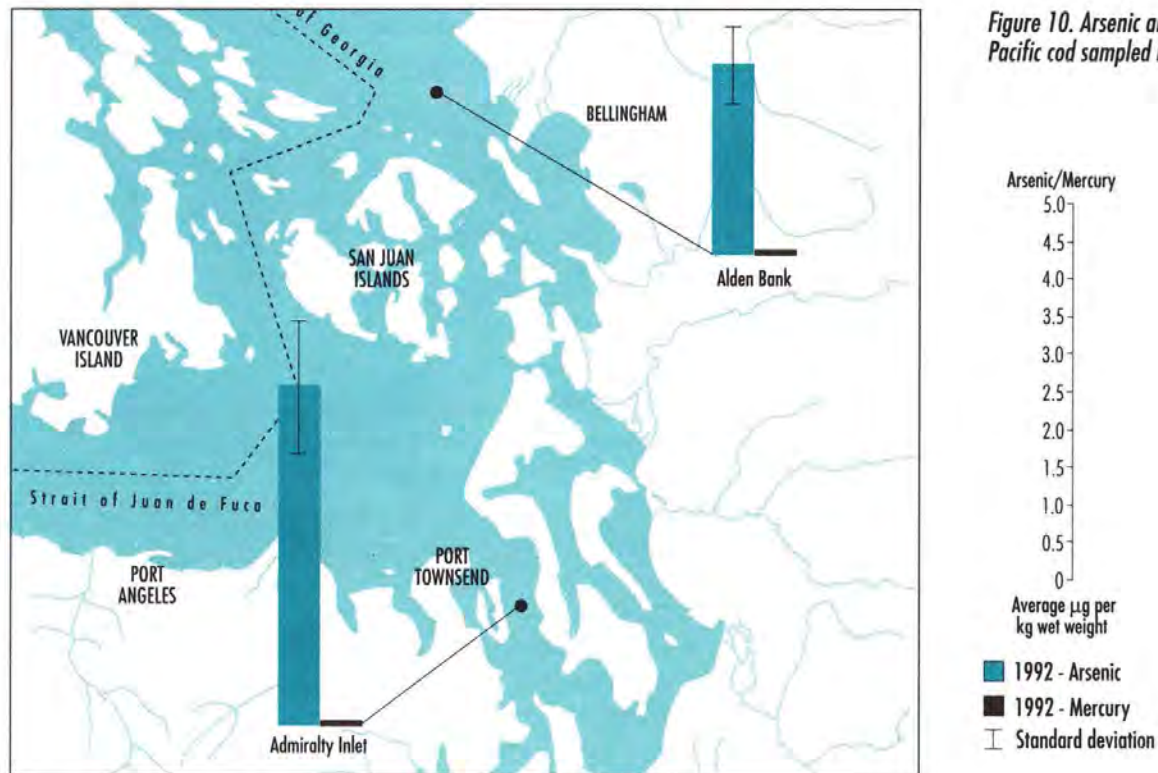 Figure 10. Arsenic a
Pacific cod sampled
of Georgia
BELLINGHAM
SAN JUAN
ISLANDS
Alden Bank
VANCOUVER
ISLAND
Strait of Juan de Fuca
PORT
ANGELES
PORT
TOWNSEND
Admiralty Inlet
Arsenic/Mercury
5.0
4.5
4.0
3.5
3.0
2.5
2.0
1.5
1.0
0.5
0
Average µg per
kg wet weight
1992 - Arsenic
1992 - Mercury
Standard deviation